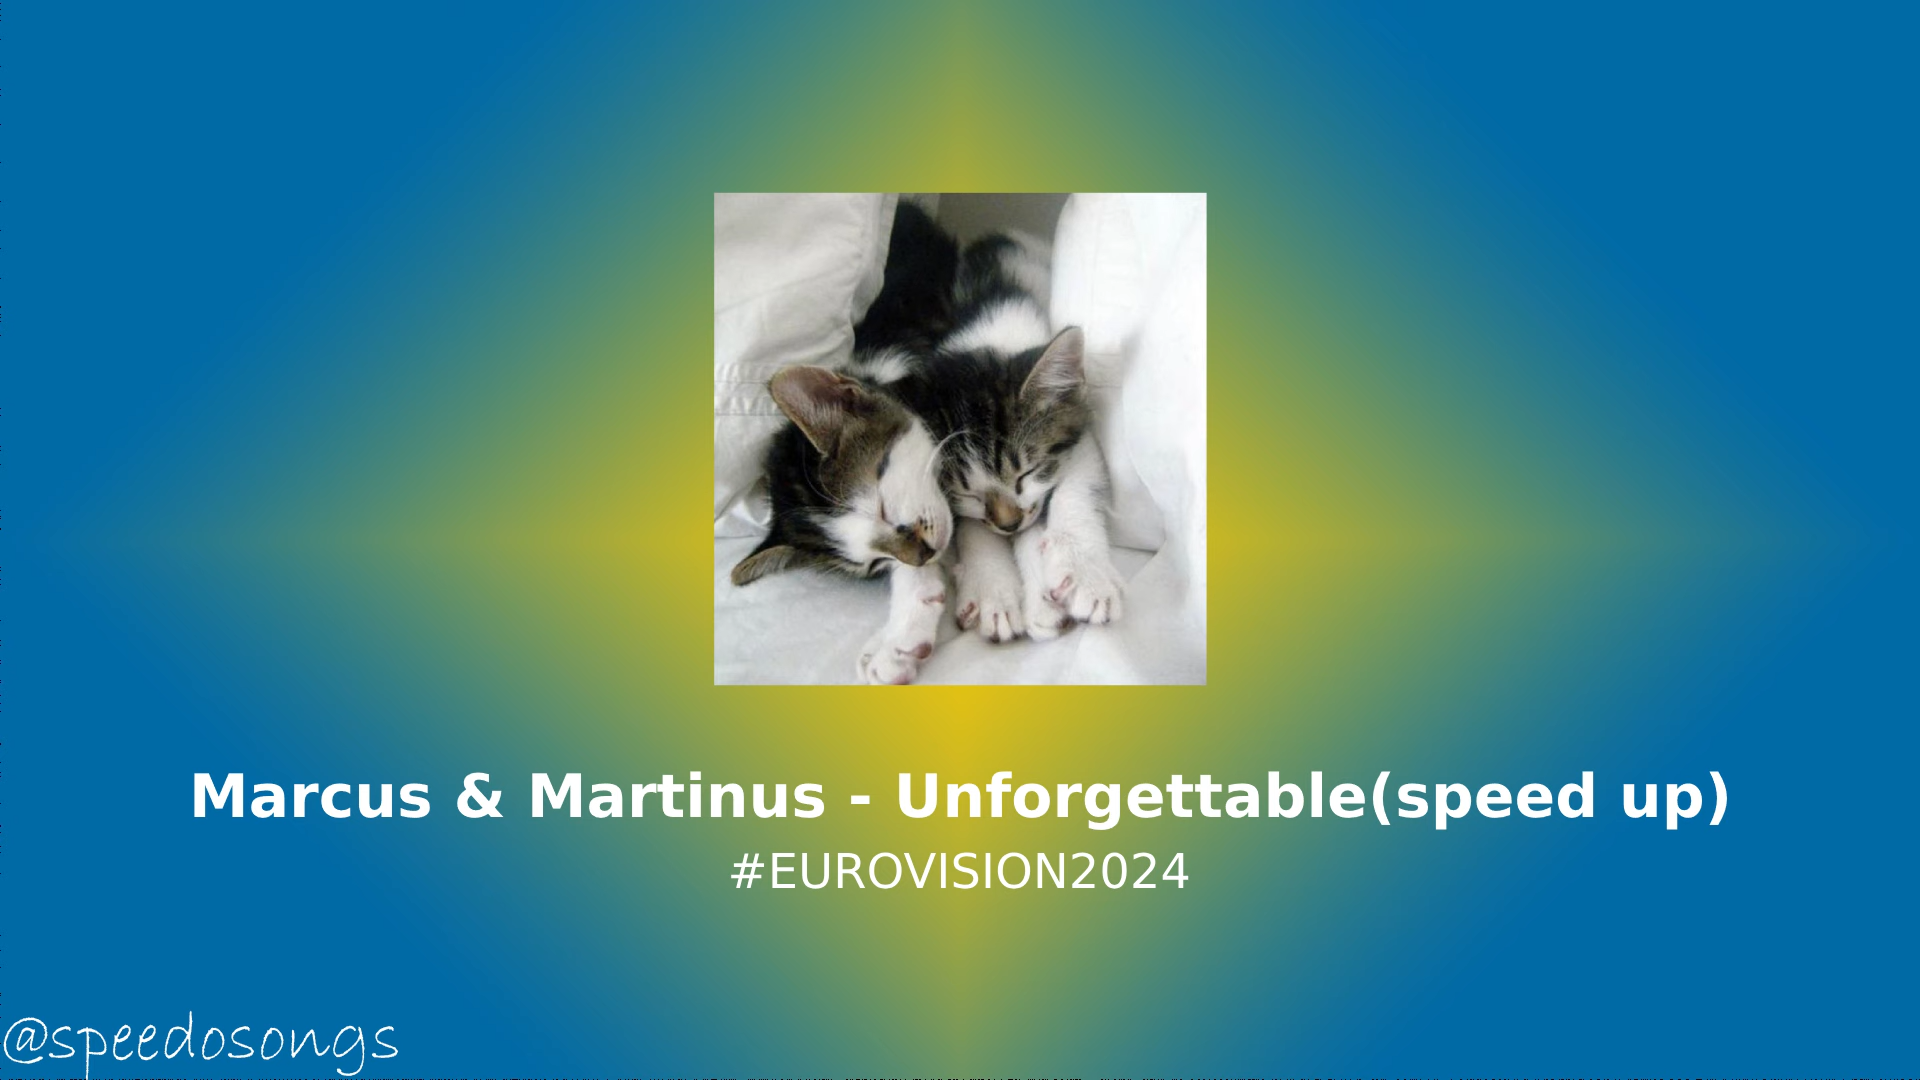 Marcus & Martinus - Unforgettable(speed up)
#EUROVISION2024
@speedosongs